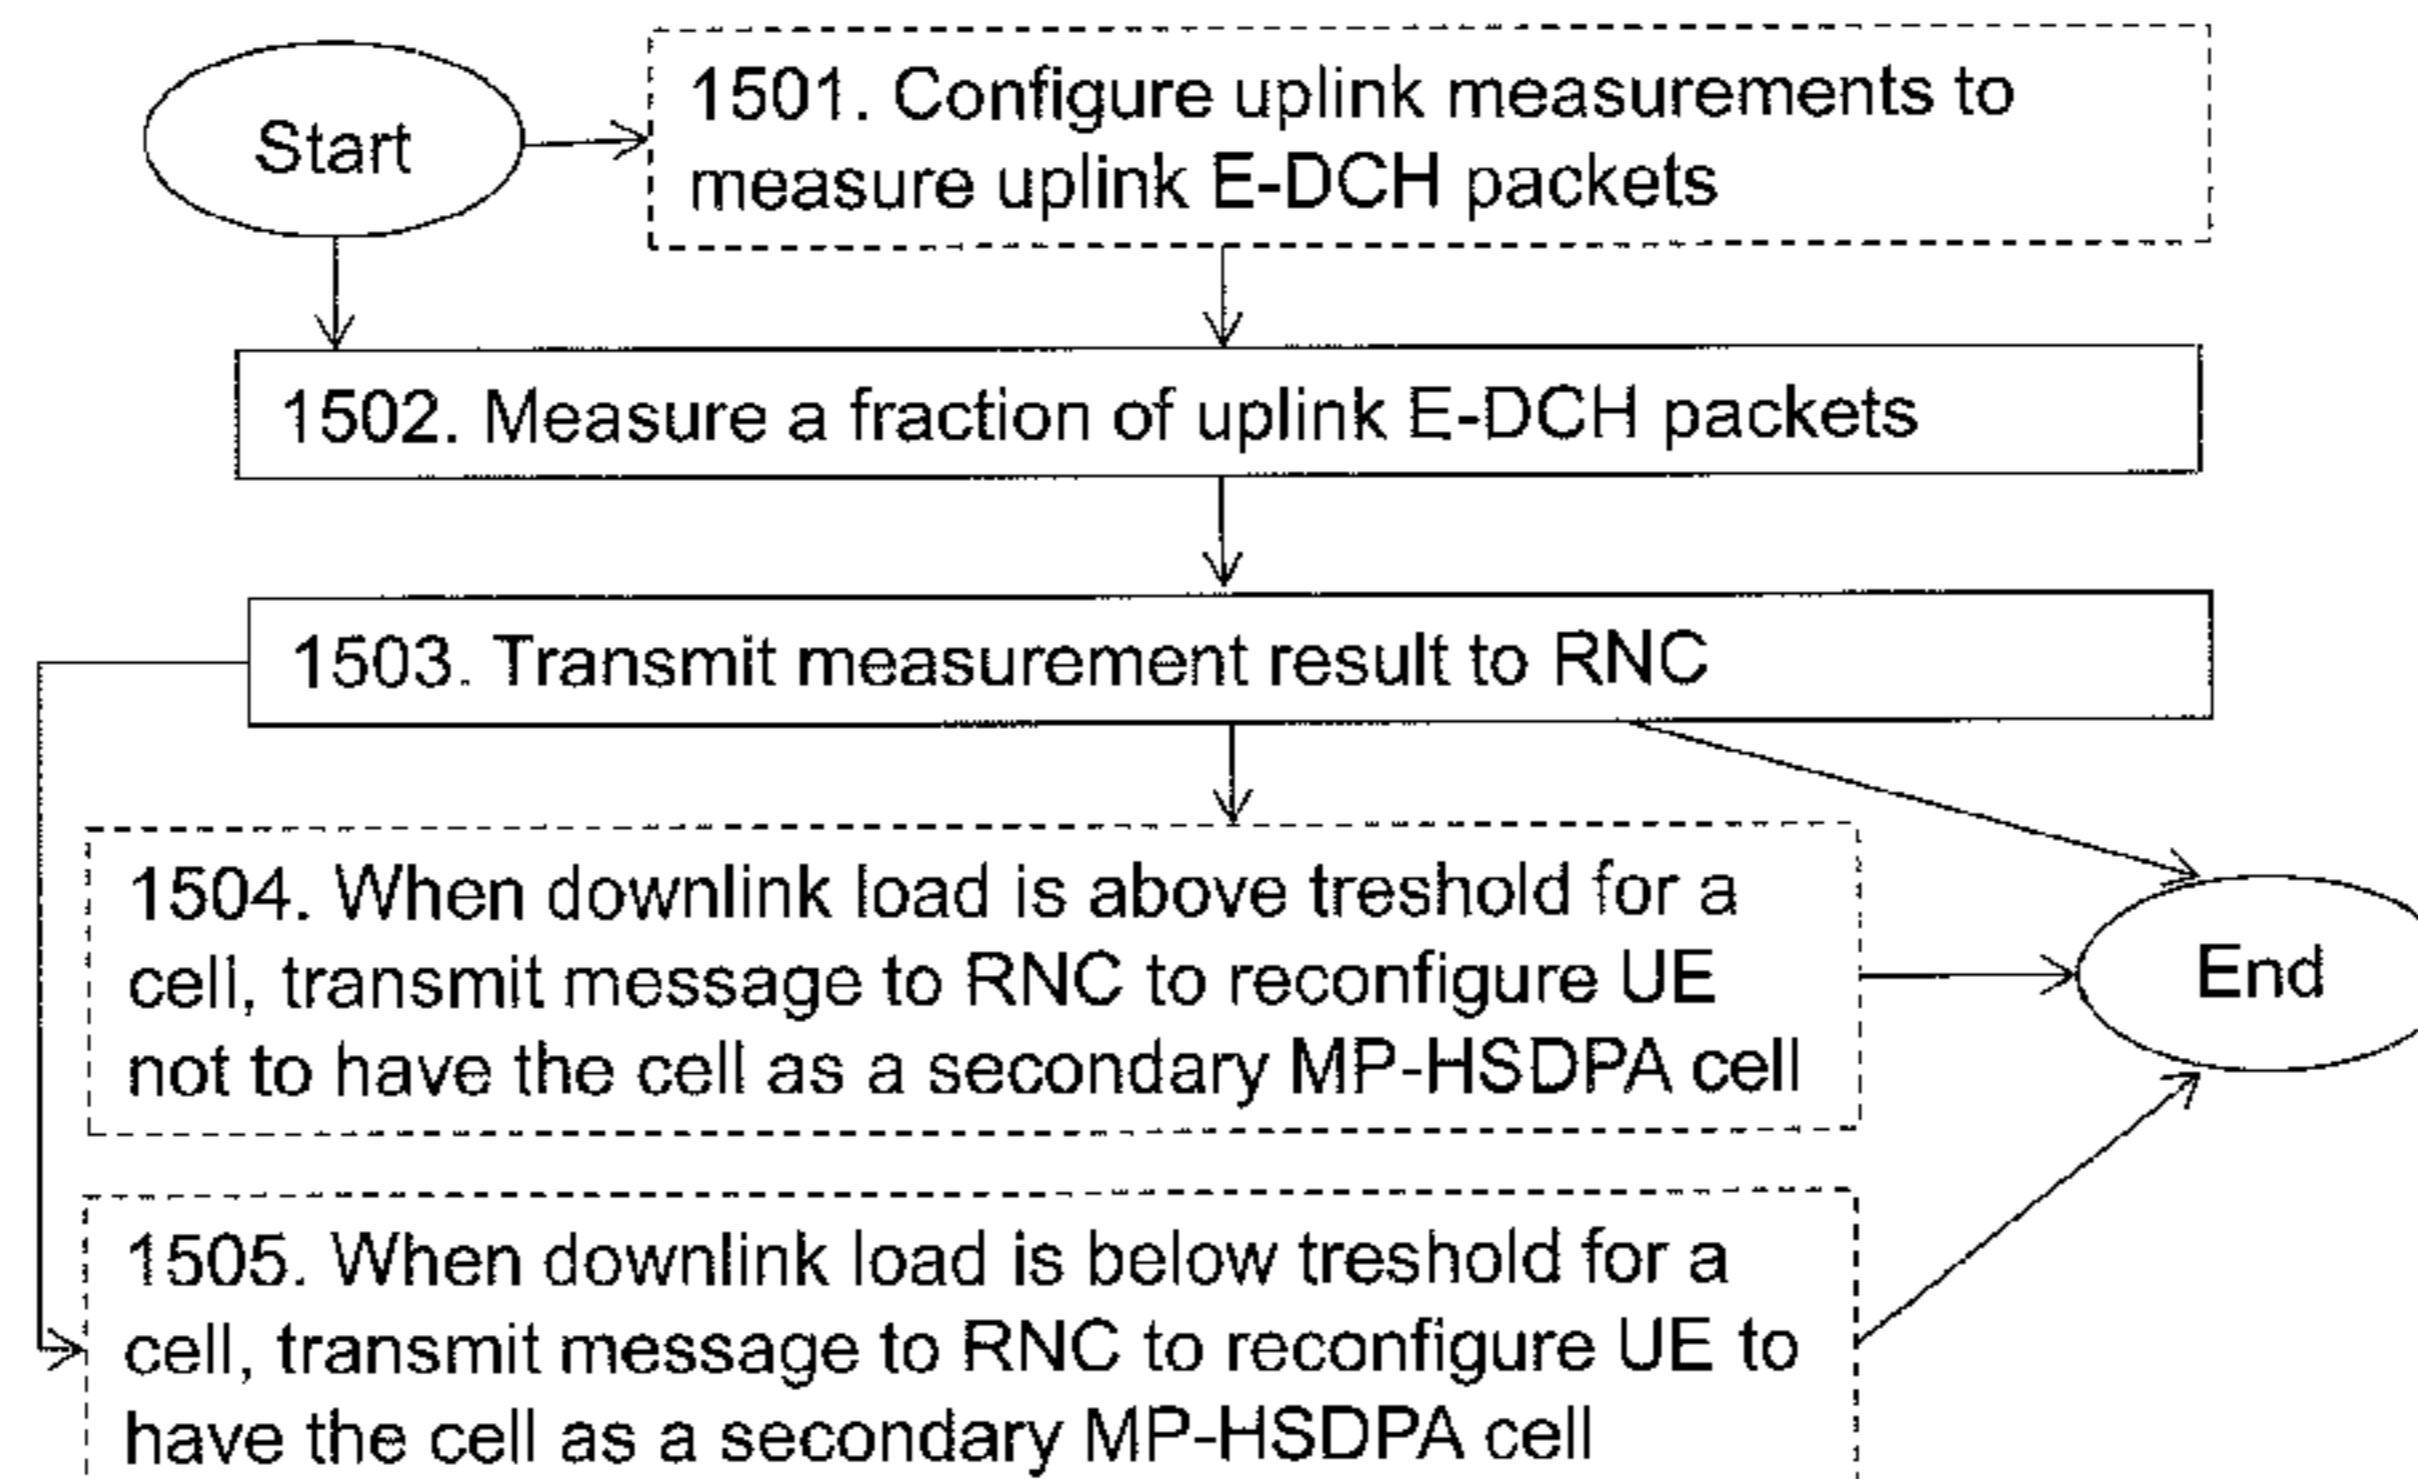 Start
1501. Configure uplink measurements to
measure uplink E-DCH packets
1502. Measure a fraction of uplink E-DCH packets
1503. Transmit measurement result to RNC
1504. When downlink load is above treshold for a
cell, transmit message to RNC to reconfigure UE
not to have the cell as a secondary MP-HSDPA cell
End
1505. When downlink load is below treshold for a
cell, transmit message to RNC to reconfigure UE to
have the cell as a secondary MP-HSDPA cell